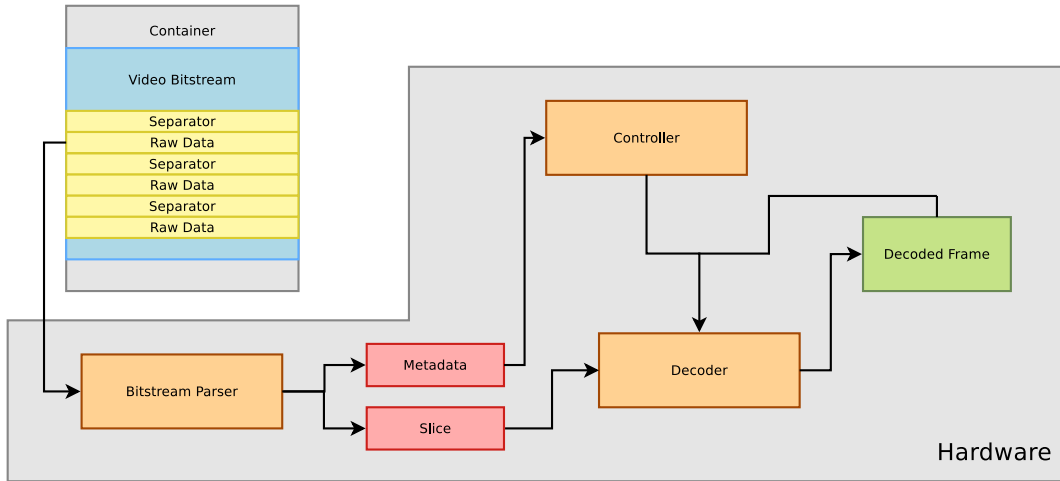 Container
Video Bitstream
Separator
Raw Data
Separator
Raw Data
Separator
Raw Data
Controller
Decoded Frame
Metadata
Decoder
Bitstream Parser
Slice
Hardware